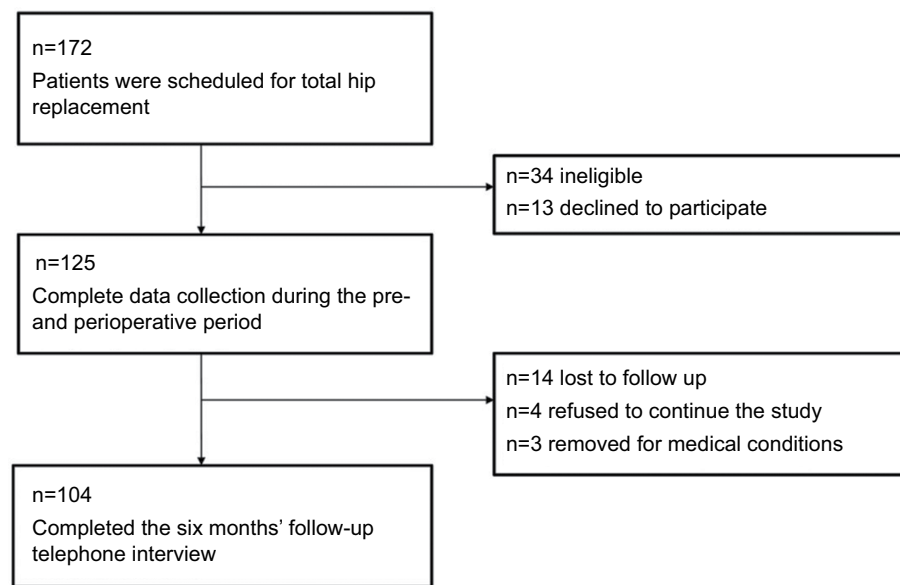 n=172
Patients were scheduled for total hip
replacement
n=34 ineligible
n=13 declined to participate
n=125
Complete data collection during the pre-
and perioperative period
n=14 lost to follow up
n=4 refused to continue the study
n=3 removed for medical conditions
n=104
Completed the six months’ follow-up
telephone interview